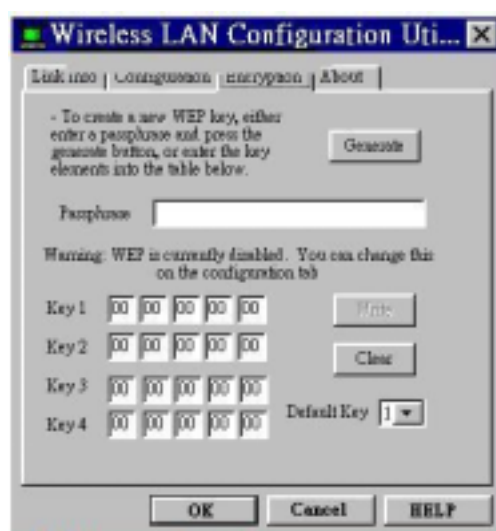 Wireless LAN Configuration Uti...
Link Info Configuration Encryption About
- To create a new WEP key, either
enter a passphrase and press the
generate button, or enter the key
elements into the table below.
Generate
Passphrase
Warning: WEP is currently disabled. You can change this
on the configuration tab
Key 1 00 00 00 00 00
Write
Key 2 00 00 00 00 00
Clear
Key 3 00 00 00 00 00
Default Key 1
Key 4 00 00 00 00 00
OK Cancel HELP